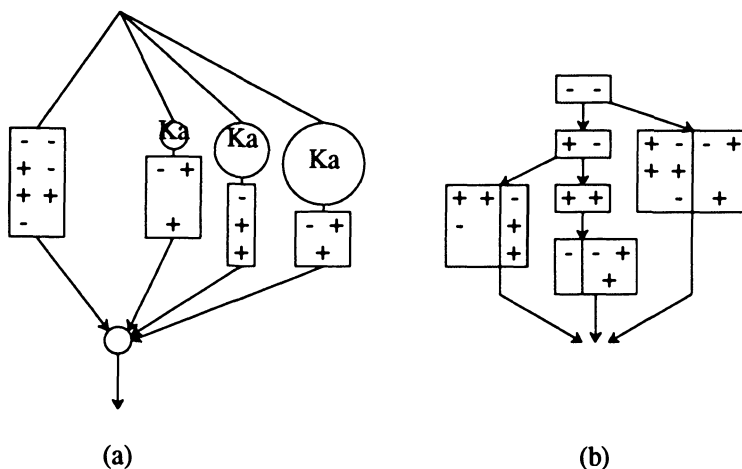 Ka
Ka
Ka
- -
+ -
+ +
-
- +
+
-
+
+
- +
+
(a)
- -
+ -
+ - - +
+ +
- +
+ + -
- +
+
+ +
- - +
+
(b)